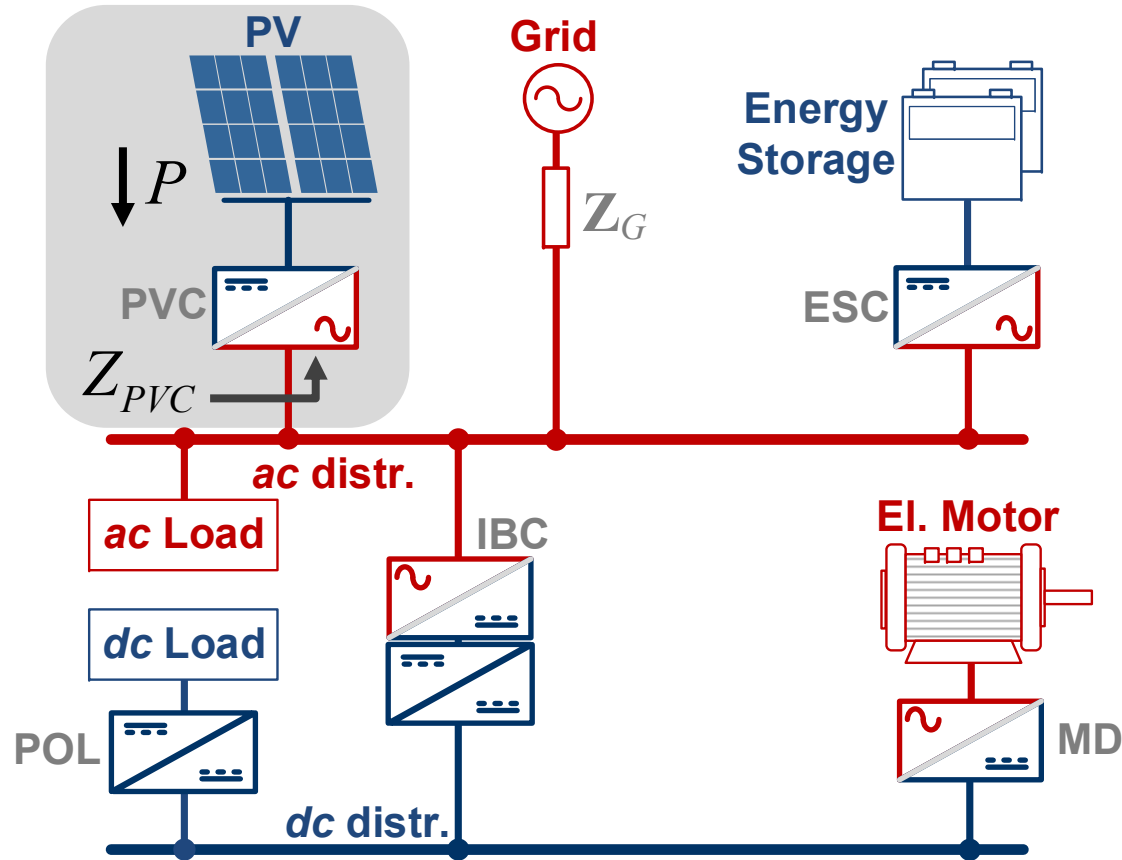 PV
Grid
Energy
Storage
P
Z_G
PVC
ESC
Z_PVC
ac distr.
ac Load
IBC
El. Motor
dc Load
POL
MD
dc distr.